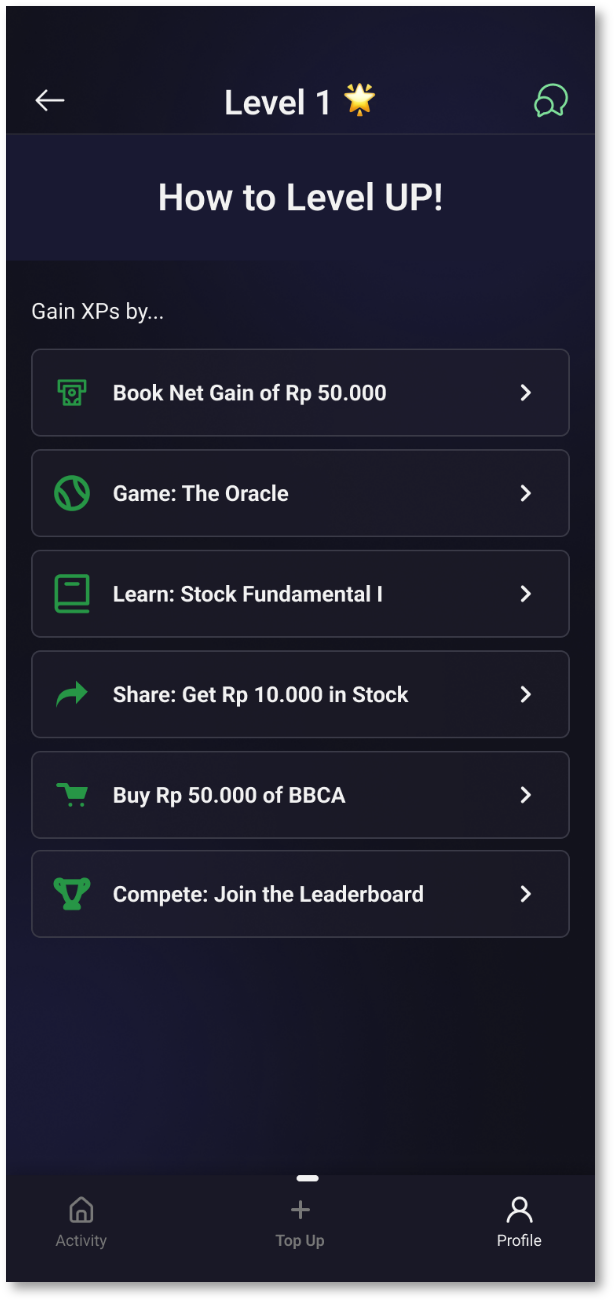 Level 1 🌟
How to Level UP!
Gain XPs by...
Book Net Gain of Rp 50.000
Game: The Oracle
Learn: Stock Fundamental I
Share: Get Rp 10.000 in Stock
Buy Rp 50.000 of BBCA
Compete: Join the Leaderboard
Activity
Top Up
Profile